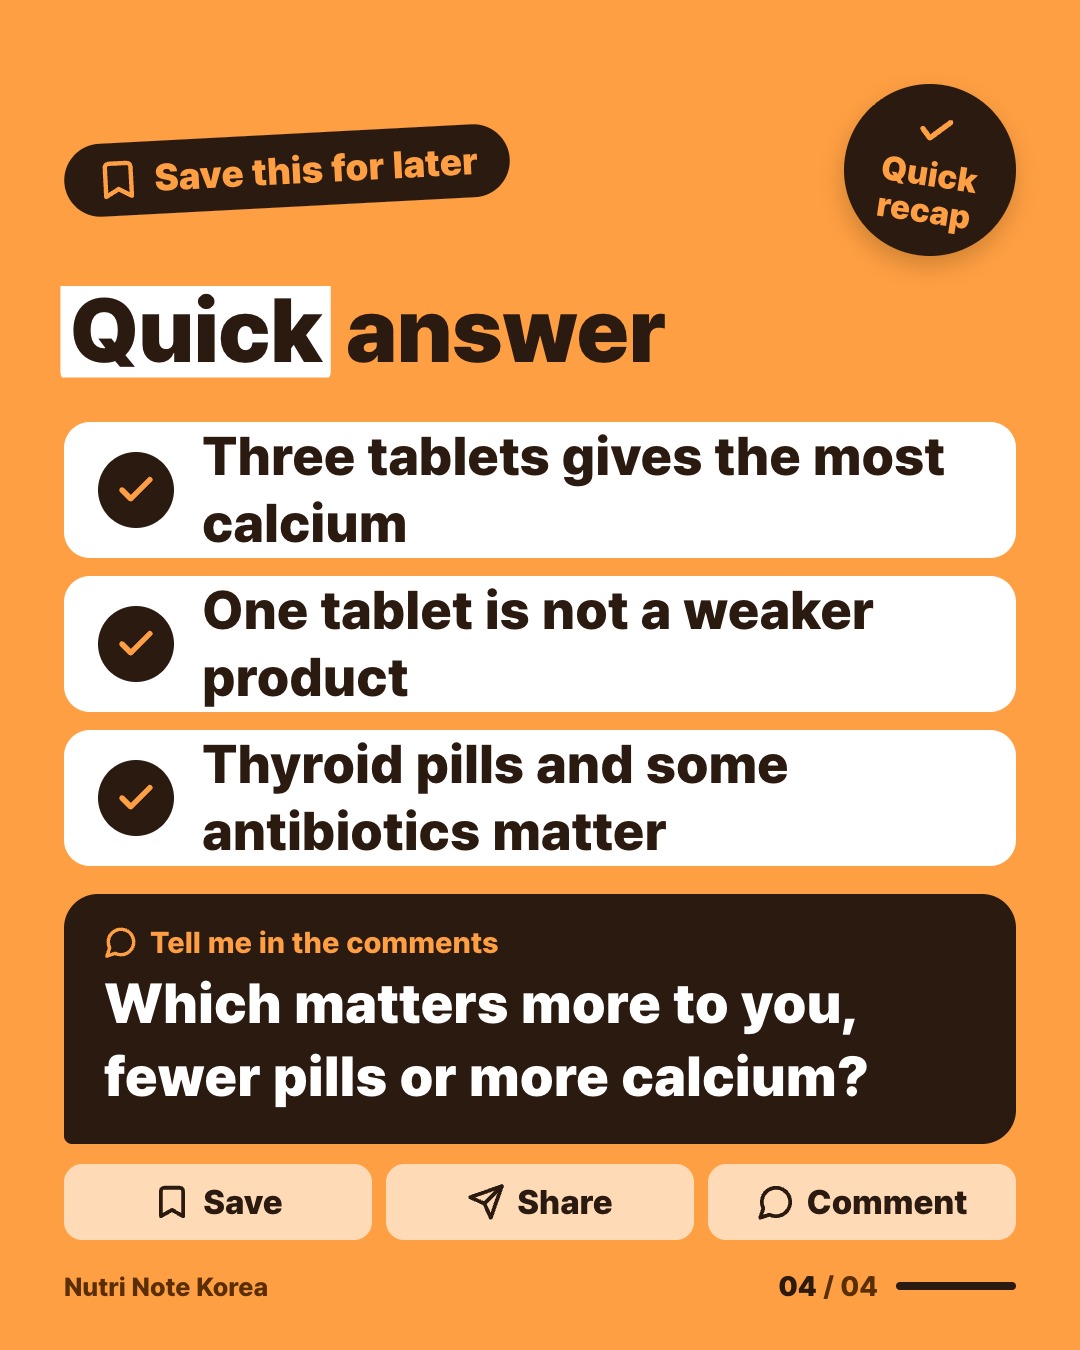 Save this for later
Quick
recap
Quick answer
Three tablets gives the most
calcium
One tablet is not a weaker
product
Thyroid pills and some
antibiotics matter
Tell me in the comments
Which matters more to you,
fewer pills or more calcium?
Save
Share
Comment
Nutri Note Korea
04 / 04